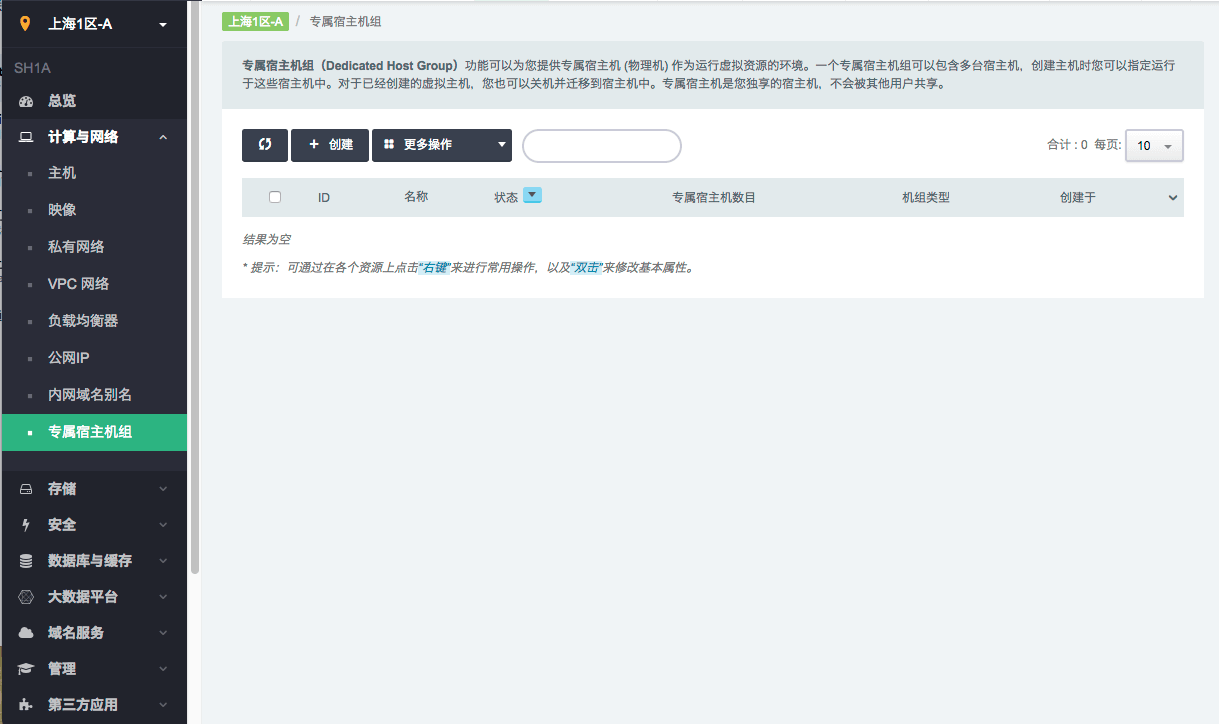 上海1区-A
SH1A
总览
计算与网络
主机
映像
私有网络
VPC 网络
负载均衡器
公网IP
内网域名别名
专属宿主机组
存储
安全
数据库与缓存
大数据平台
域名服务
管理
第三方应用
上海1区-A / 专属宿主机组
专属宿主机组（Dedicated Host Group）功能可以为您提供专属宿主机 (物理机) 作为运行虚拟资源的环境。一个专属宿主机组可以包含多台宿主机，创建主机时您可以指定运行
于这些宿主机中。对于已经创建的虚拟主机，您也可以关机并迁移到宿主机中。专属宿主机是您独享的宿主机，不会被其他用户共享。
创建 更多操作 合计 : 0 每页: 10
ID 名称 状态 专属宿主机数目 机组类型 创建于
结果为空
* 提示：可通过在各个资源上点击“右键”来进行常用操作，以及“双击”来修改基本属性。